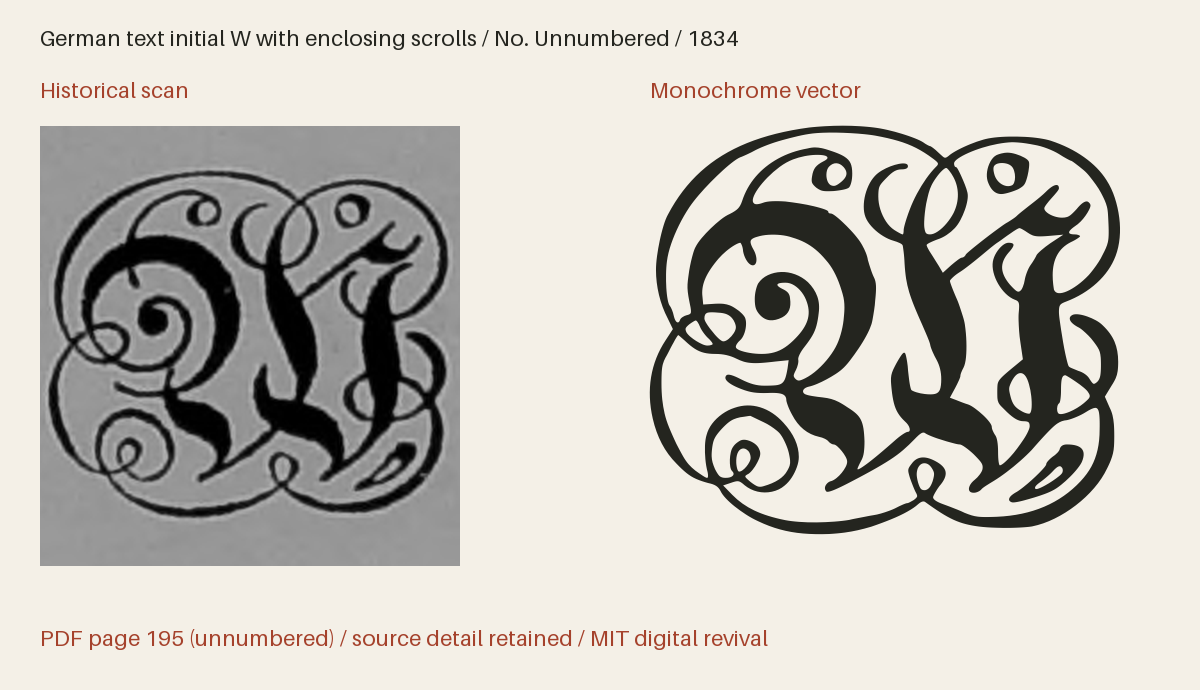 German text initial W with enclosing scrolls / No. Unnumbered / 1834
Historical scan
Monochrome vector
W
W
PDF page 195 (unnumbered) / source detail retained / MIT digital revival